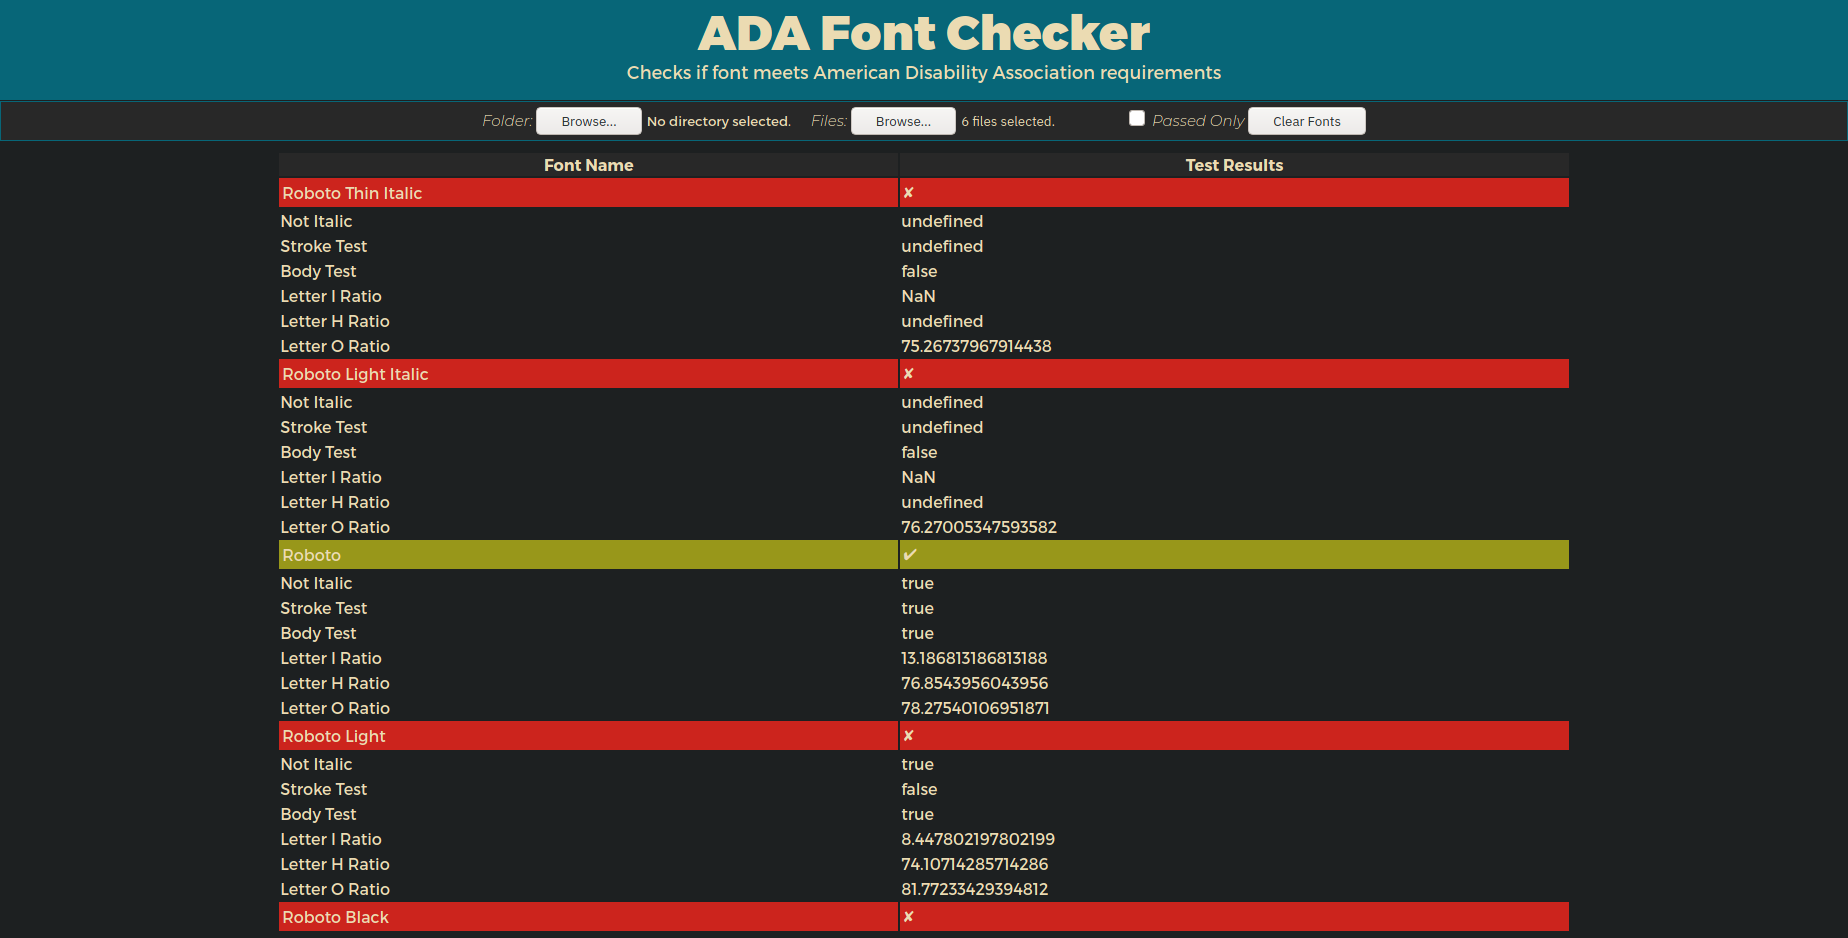 ADA Font Checker
Checks if font meets American Disability Association requirements
Folder: Browse... No directory selected. Files: Browse... 6 files selected. Passed Only Clear Fonts
Font Name Test Results
Roboto Thin Italic ✘
Not Italic undefined
Stroke Test undefined
Body Test false
Letter I Ratio NaN
Letter H Ratio undefined
Letter O Ratio 75.26737967914438
Roboto Light Italic ✘
Not Italic undefined
Stroke Test undefined
Body Test false
Letter I Ratio NaN
Letter H Ratio undefined
Letter O Ratio 76.27005347593582
Roboto ✔
Not Italic true
Stroke Test true
Body Test true
Letter I Ratio 13.186813186813188
Letter H Ratio 76.8543956043956
Letter O Ratio 78.27540106951871
Roboto Light ✘
Not Italic true
Stroke Test false
Body Test true
Letter I Ratio 8.447802197802199
Letter H Ratio 74.10714285714286
Letter O Ratio 81.77233429394812
Roboto Black ✘